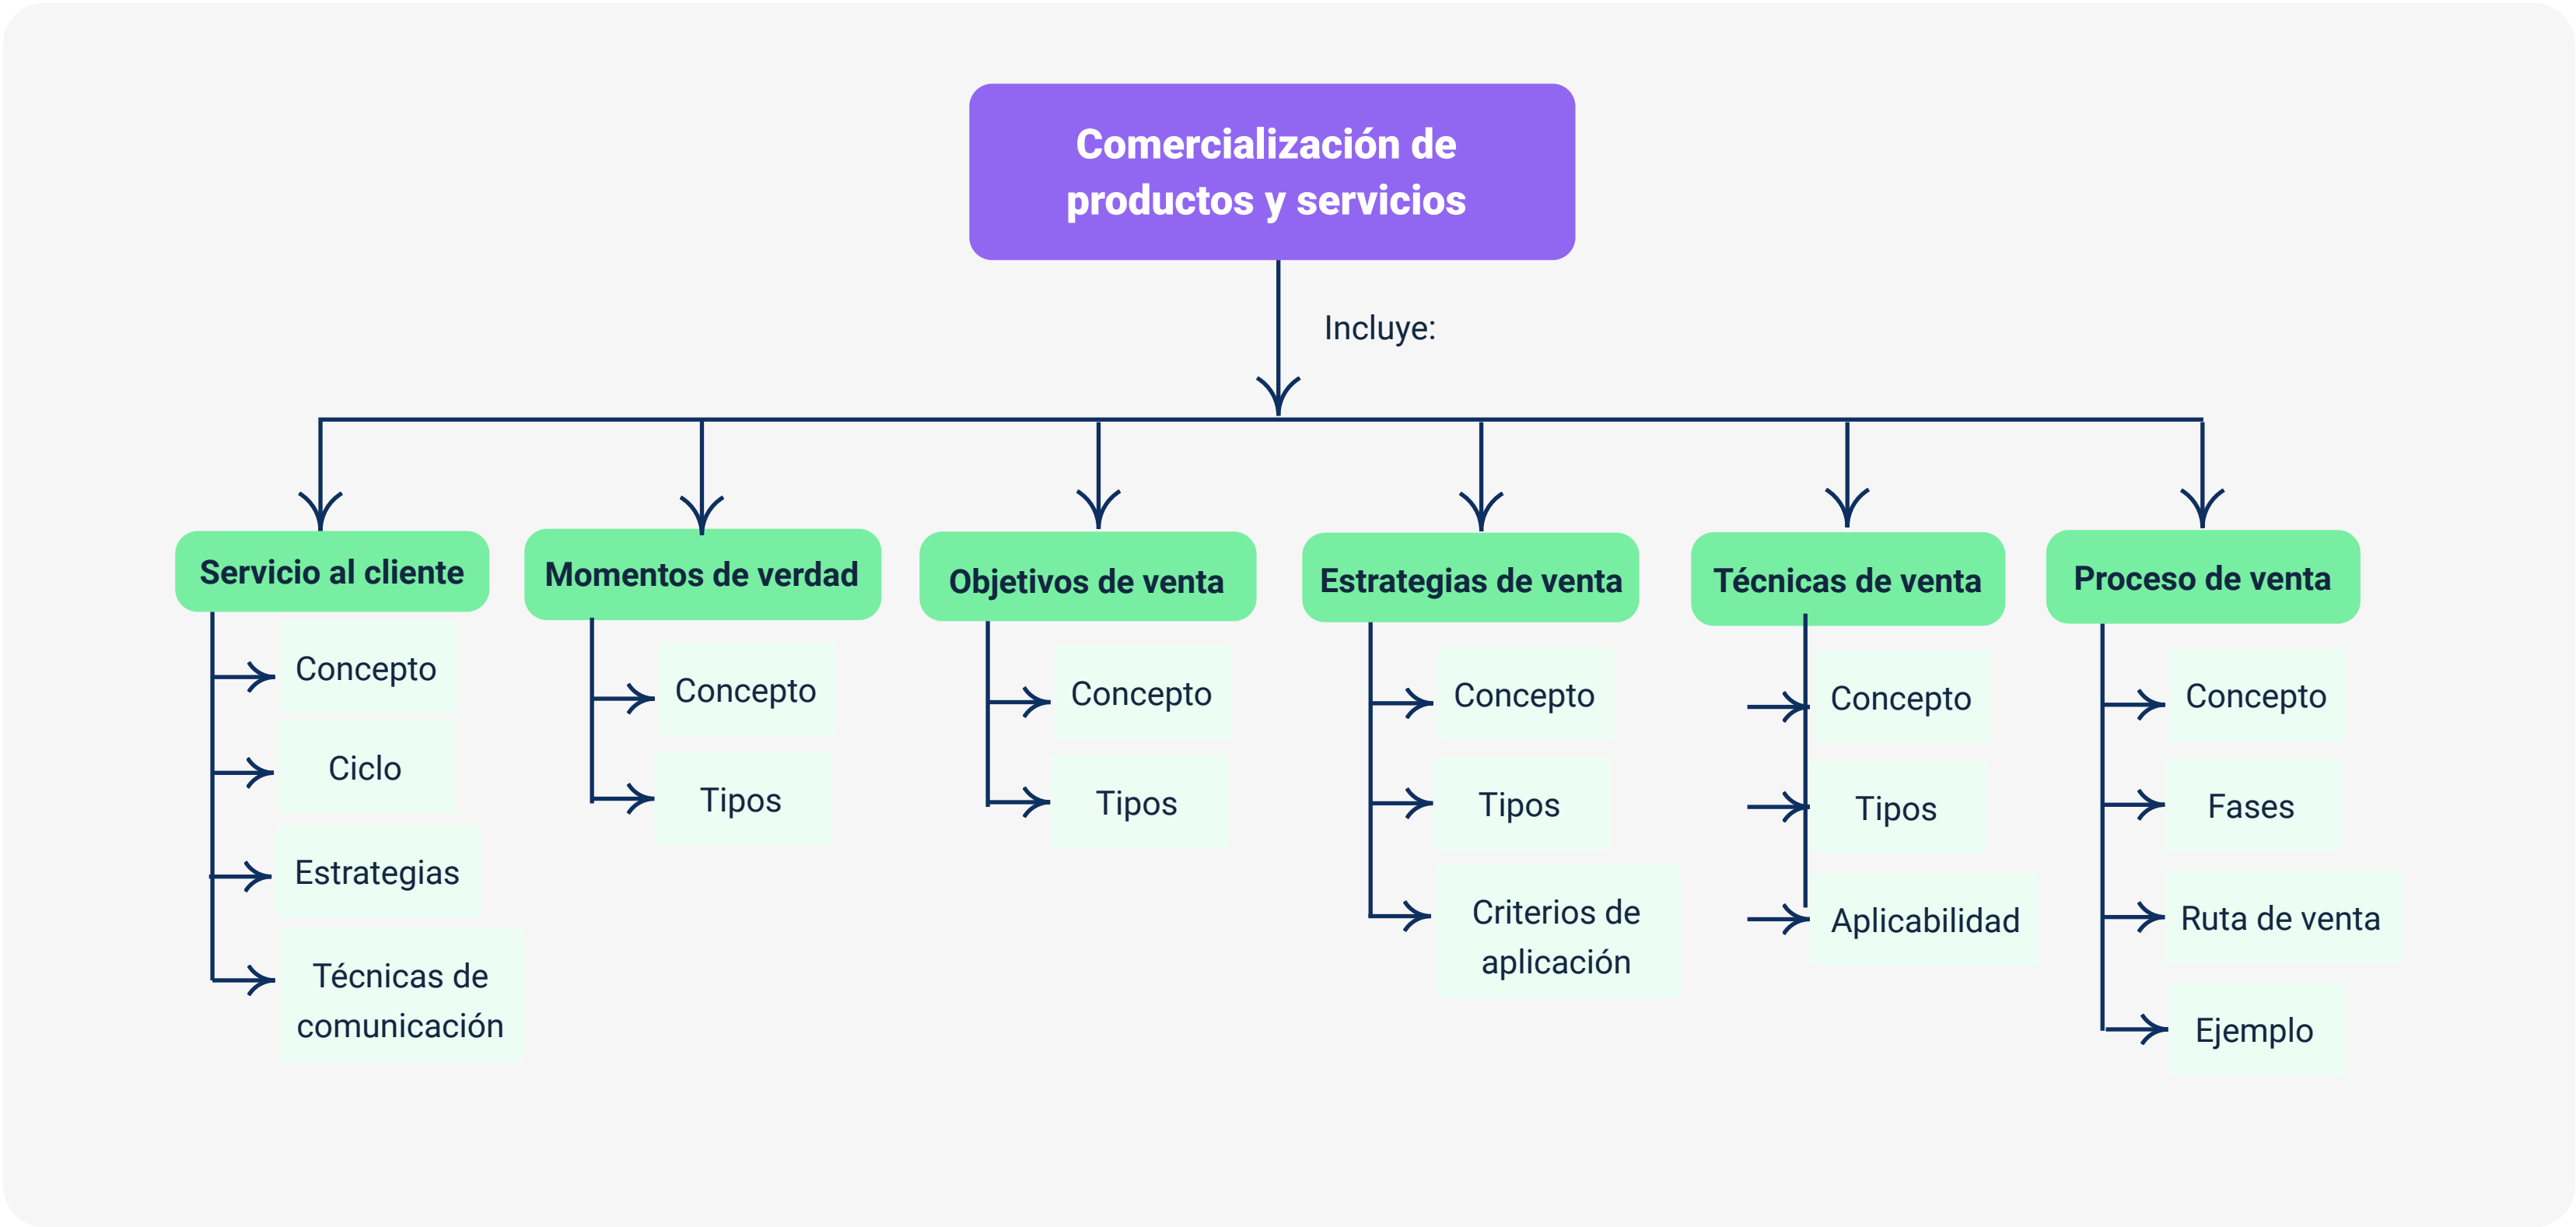 Comercialización de
productos y servicios
Incluye:
Servicio al cliente
Concepto
Ciclo
Estrategias
Técnicas de
comunicación
Momentos de verdad
Concepto
Tipos
Objetivos de venta
Concepto
Tipos
Estrategias de venta
Concepto
Tipos
Criterios de
aplicación
Técnicas de venta
Concepto
Tipos
Aplicabilidad
Proceso de venta
Concepto
Fases
Ruta de venta
Ejemplo